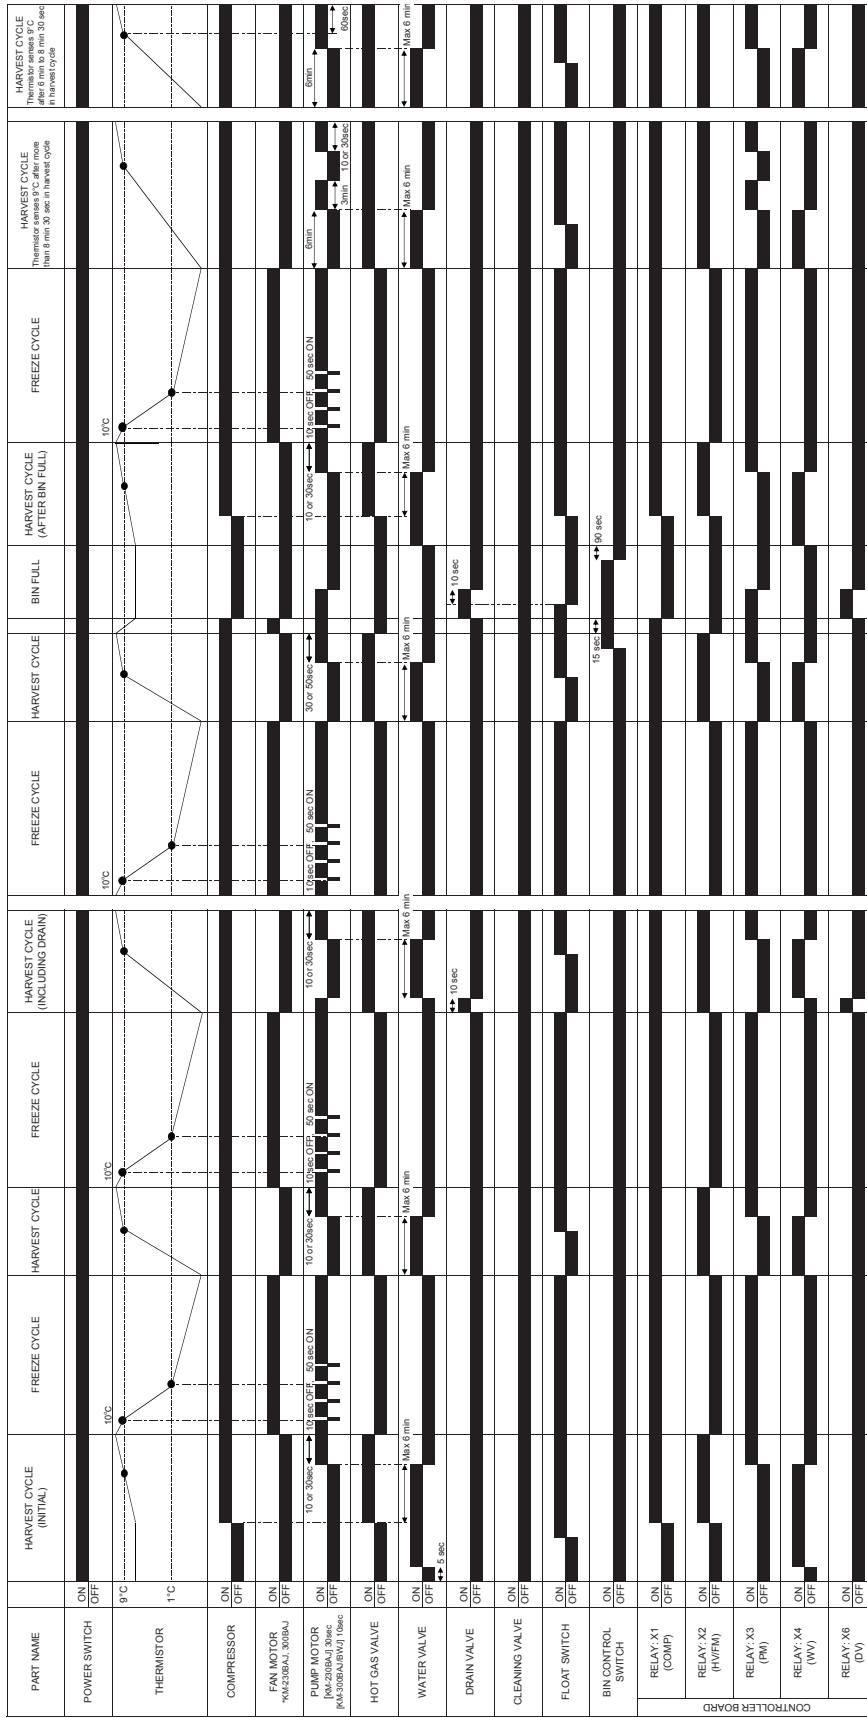 PART NAME
HARVEST CYCLE
(INITIAL)
FREEZE CYCLE
HARVEST CYCLE
FREEZE CYCLE
HARVEST CYCLE
(INCLUDING DRAIN)
FREEZE CYCLE
HARVEST CYCLE
BIN FULL
HARVEST CYCLE
(AFTER BIN FULL)
FREEZE CYCLE
HARVEST CYCLE
Thermistor senses 9°C after more
than 8 min 30 sec in harvest cycle
HARVEST CYCLE
Thermistor senses 9°C
after 6 min to 8 min 30 sec
in harvest cycle
POWER SWITCH
ON
OFF
THERMISTOR
9°C
1°C
10°C
10°C
10°C
10°C
COMPRESSOR
ON
OFF
FAN MOTOR
*KM-230BAJ, 300BAJ
ON
OFF
PUMP MOTOR
[KM-230BAJ] 30sec
[KM-300BAJ/BWJ] 10sec
ON
OFF
10 or 30sec
10 sec OFF, 50 sec ON
10 or 30sec
10 sec OFF, 50 sec ON
10 or 30sec
10 sec OFF, 50 sec ON
30 or 50sec
10 or 30sec
10 sec OFF, 50 sec ON
6min
3min
10 or 30sec
6min
60sec
HOT GAS VALVE
ON
OFF
WATER VALVE
ON
OFF
5 sec
Max 6 min
Max 6 min
Max 6 min
Max 6 min
Max 6 min
Max 6 min
Max 6 min
DRAIN VALVE
ON
OFF
10 sec
10 sec
CLEANING VALVE
ON
OFF
FLOAT SWITCH
ON
OFF
BIN CONTROL
SWITCH
ON
OFF
15 sec
90 sec
CONTROLLER BOARD
RELAY: X1
(COMP)
ON
OFF
RELAY: X2
(HV/FM)
ON
OFF
RELAY: X3
(PM)
ON
OFF
RELAY: X4
(WV)
ON
OFF
RELAY: X6
(DV)
ON
OFF